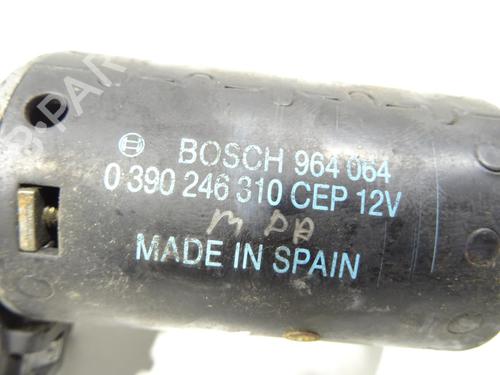 BOSCH 964 064
0 390 246 310 CEP 12V
MADE IN SPAIN